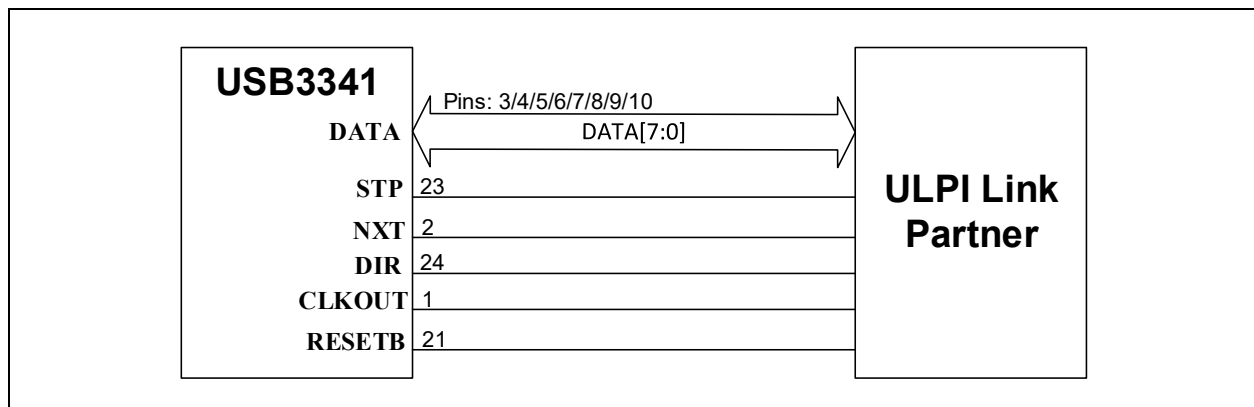 USB3341
Pins: 3/4/5/6/7/8/9/10
DATA
DATA[7:0]
STP 23
NXT 2
DIR 24
CLKOUT 1
RESETB 21
ULPI Link
Partner